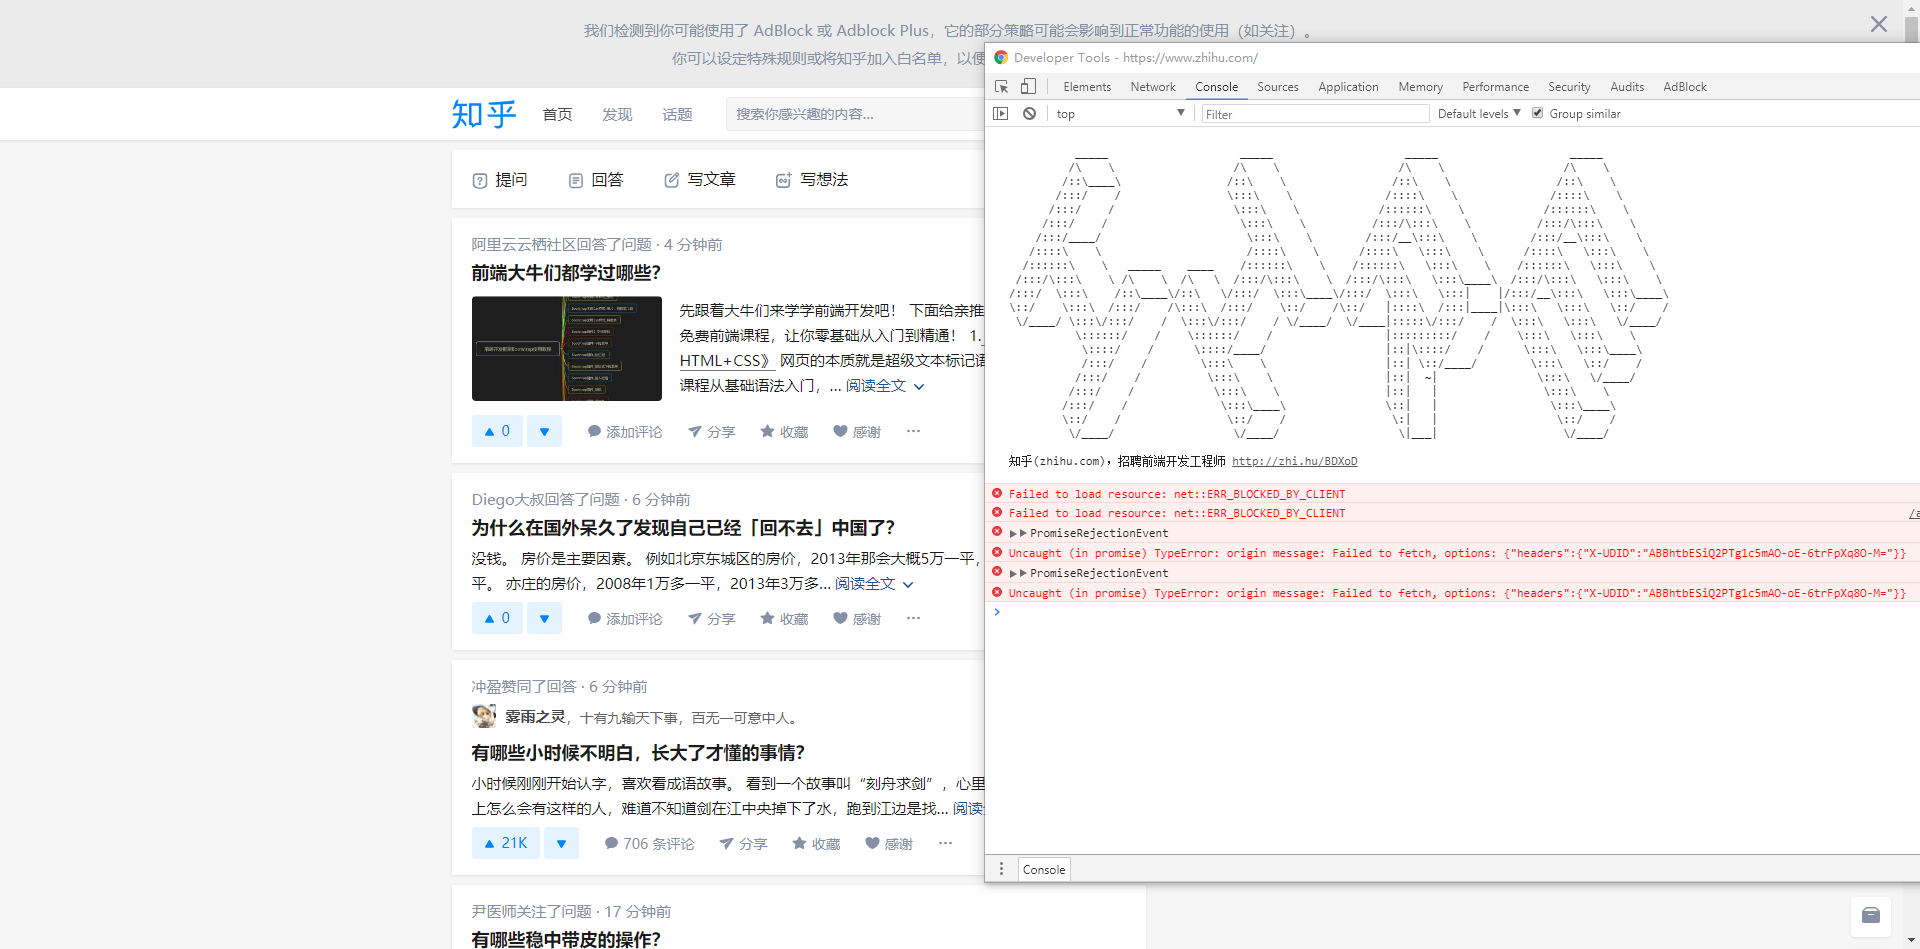 我们检测到你可能使用了 AdBlock 或 Adblock Plus，它的部分策略可能会影响到正常功能的使用（如关注）。
你可以设定特殊规则或将知乎加入白名单，以便
知乎
首页
发现
话题
搜索你感兴趣的内容...
提问
回答
写文章
写想法
阿里云云栖社区回答了问题 · 4 分钟前
前端大牛们都学过哪些？
先跟着大牛们来学学前端开发吧！ 下面给亲推
免费前端课程，让你零基础从入门到精通！ 1.
HTML+CSS》 网页的本质就是超级文本标记语
课程从基础语法入门，... 阅读全文
0
添加评论
分享
收藏
感谢
Diego大叔回答了问题 · 6 分钟前
为什么在国外呆久了发现自己已经「回不去」中国了？
没钱。 房价是主要因素。 例如北京东城区的房价，2013年那会大概5万一平，
平。 亦庄的房价，2008年1万多一平，2013年3万多... 阅读全文
0
添加评论
分享
收藏
感谢
冲盈赞同了回答 · 6 分钟前
雾雨之灵，十有九输天下事，百无一可意中人。
有哪些小时候不明白，长大了才懂的事情？
小时候刚刚开始认字，喜欢看成语故事。 看到一个故事叫“刻舟求剑”，心里
上怎么会有这样的人，难道不知道剑在江中央掉下了水，跑到江边是找... 阅读
21K
706 条评论
分享
收藏
感谢
尹医师关注了问题 · 17 分钟前
有哪些稳中带皮的操作？
Developer Tools - https://www.zhihu.com/
Elements
Network
Console
Sources
Application
Memory
Performance
Security
Audits
AdBlock
top
Filter
Default levels
Group similar
知乎(zhihu.com)，招聘前端开发工程师 http://zhi.hu/BDXoD
Failed to load resource: net::ERR_BLOCKED_BY_CLIENT
Failed to load resource: net::ERR_BLOCKED_BY_CLIENT
PromiseRejectionEvent
Uncaught (in promise) TypeError: origin message: Failed to fetch, options: {"headers":{"X-UDID":"ABBhtbESiQ2PTg1c5mAO-oE-6trFpXq8O-M="}}
PromiseRejectionEvent
Uncaught (in promise) TypeError: origin message: Failed to fetch, options: {"headers":{"X-UDID":"ABBhtbESiQ2PTg1c5mAO-oE-6trFpXq8O-M="}}
Console